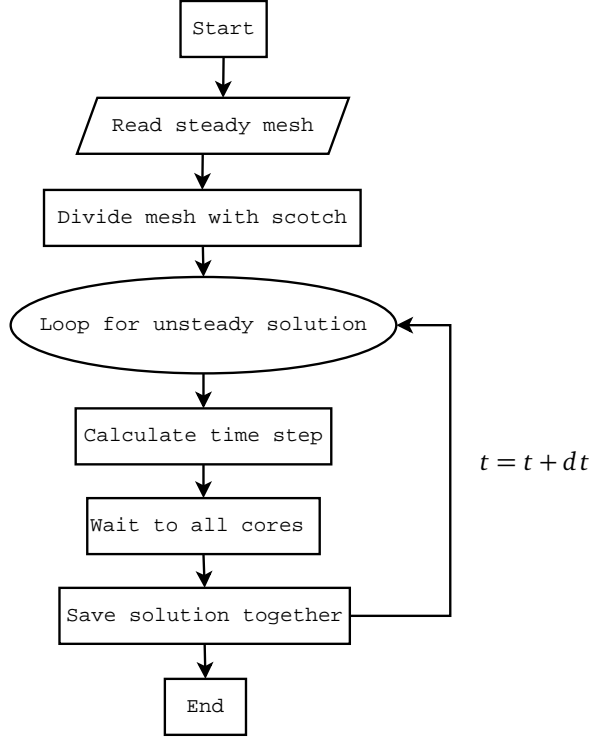 Start
Read steady mesh
Divide mesh with scotch
Loop for unsteady solution
Calculate time step
t = t + dt
Wait to all cores
Save solution together
End